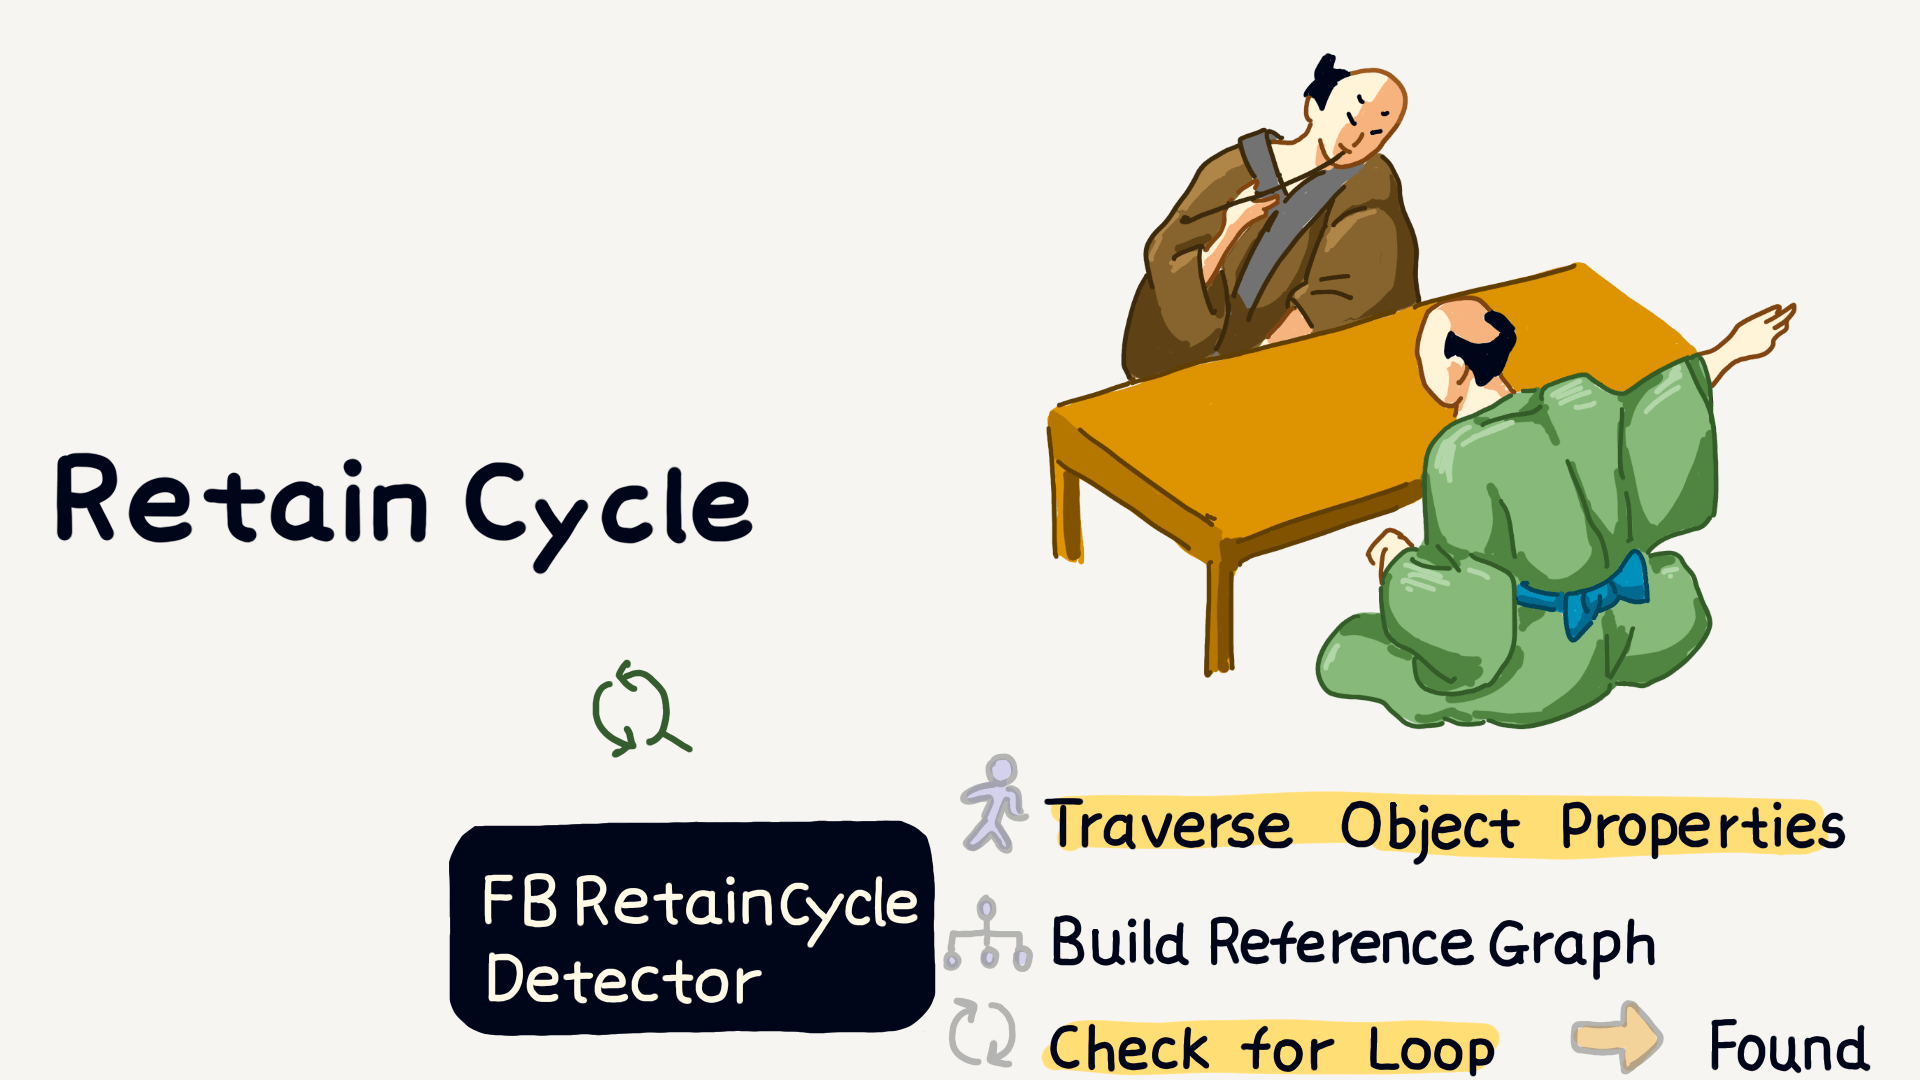 Retain Cycle
FB RetainCycle
Detector
Traverse Object Properties
Build Reference Graph
Check for Loop
Found